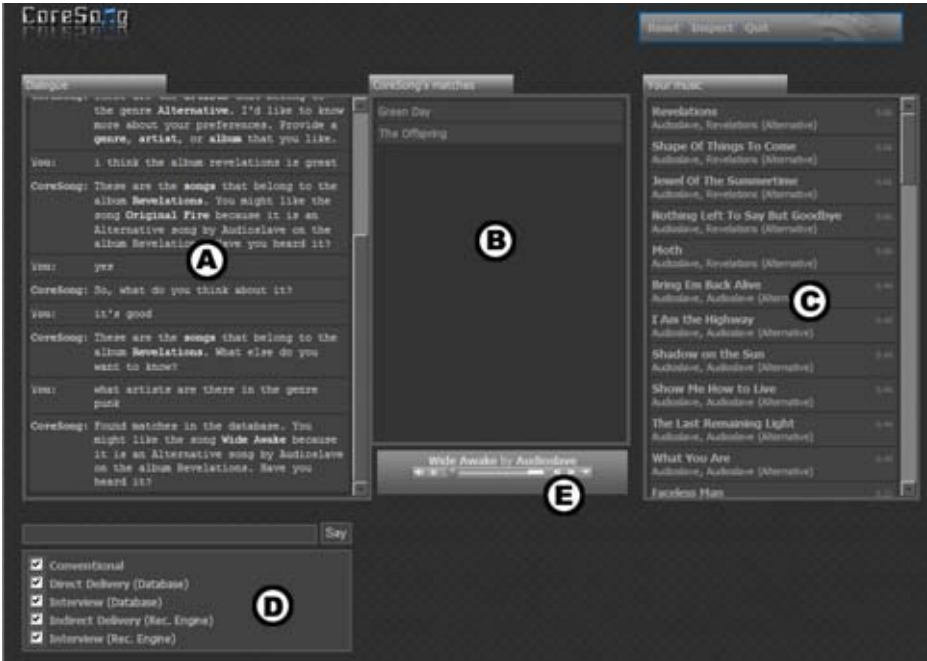 CoreSong
Reset Inspect Quit
Dialogue
the genre Alternative. I'd like to know
more about your preferences. Provide a
genre, artist, or album that you like.
You: i think the album revelations is great
CoreSong: These are the songs that belong to the
album Revelations. You might like the
song Original Fire because it is an
Alternative song by Audioslave on the
album Revelations. Have you heard it?
You: yes
CoreSong: So, what do you think about it?
You: it's good
CoreSong: These are the songs that belong to the
album Revelations. What else do you
want to know?
You: what artists are there in the genre
punk
CoreSong: Found matches in the database. You
might like the song Wide Awake because
it is an Alternative song by Audioslave
on the album Revelations. Have you
heard it?
A
Say
Conventional
Direct Delivery (Database)
Interview (Database)
Indirect Delivery (Rec. Engine)
Interview (Rec. Engine)
D
CoreSong's matches
Green Day
The Offspring
B
Wide Awake by Audioslave
E
Your music
Revelations
Audioslave, Revelations (Alternative)
Shape Of Things To Come
Audioslave, Revelations (Alternative)
Jewel Of The Summertime
Audioslave, Revelations (Alternative)
Nothing Left To Say But Goodbye
Audioslave, Revelations (Alternative)
Moth
Audioslave, Revelations (Alternative)
Bring Em Back Alive
Audioslave, Audioslave
C
I Am the Highway
Audioslave, Audioslave (Alternative)
Shadow on the Sun
Audioslave, Audioslave (Alternative)
Show Me How to Live
Audioslave, Audioslave (Alternative)
The Last Remaining Light
Audioslave, Audioslave (Alternative)
What You Are
Audioslave, Audioslave (Alternative)
Faceless Man